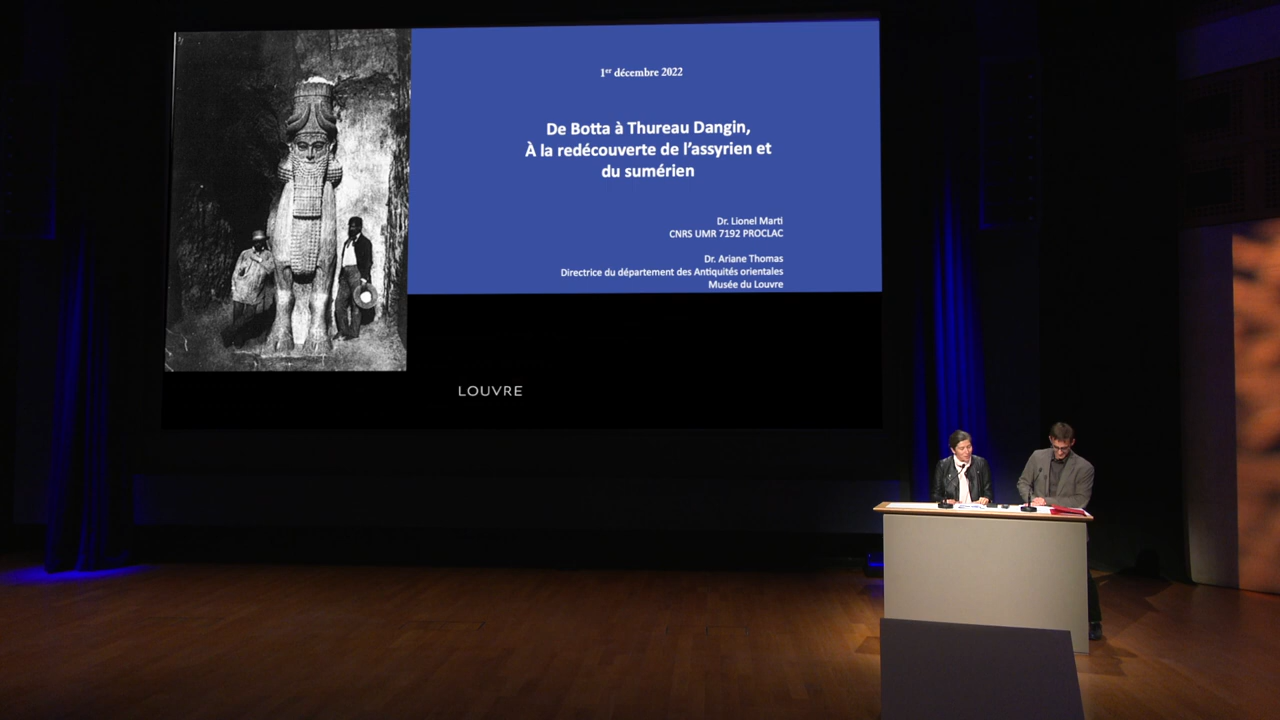 1er décembre 2022
De Botta à Thureau Dangin,
À la redécouverte de l’assyrien et
du sumérien
Dr. Lionel Marti
CNRS UMR 7192 PROCLAC
Dr. Ariane Thomas
Directrice du département des Antiquités orientales
Musée du Louvre
LOUVRE